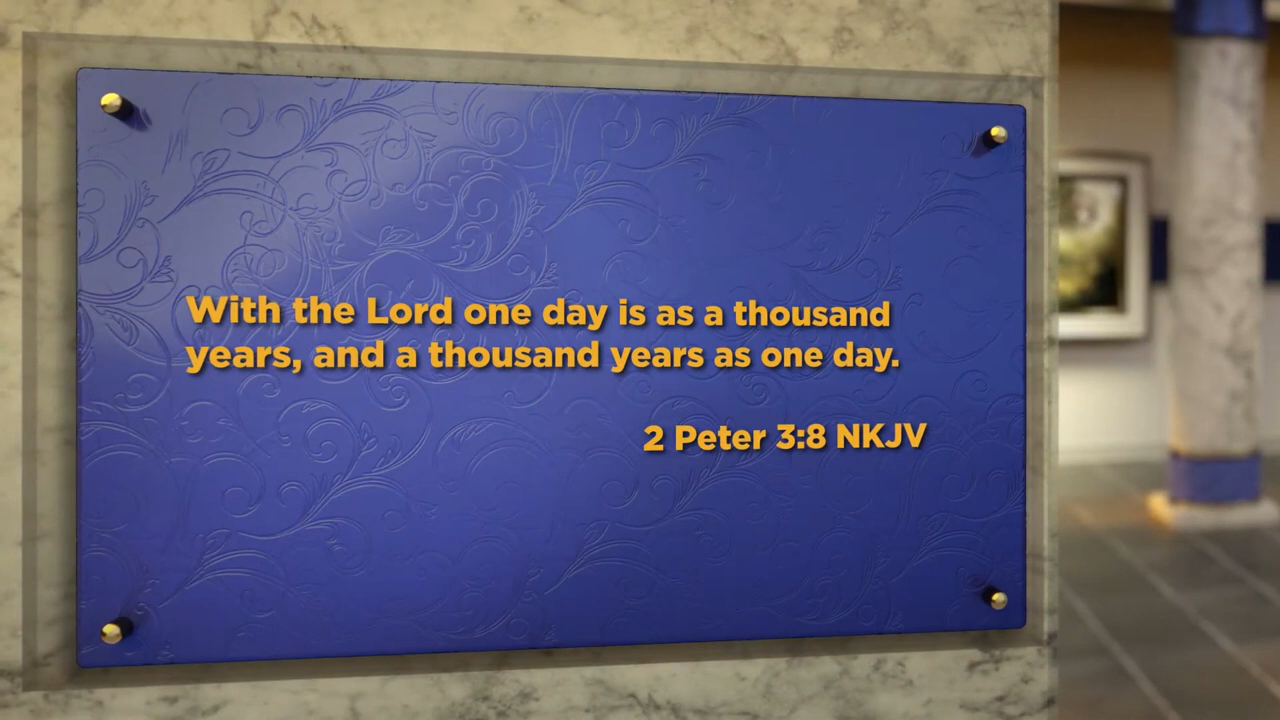 With the Lord one day is as a thousand
years, and a thousand years as one day.
2 Peter 3:8 NKJV